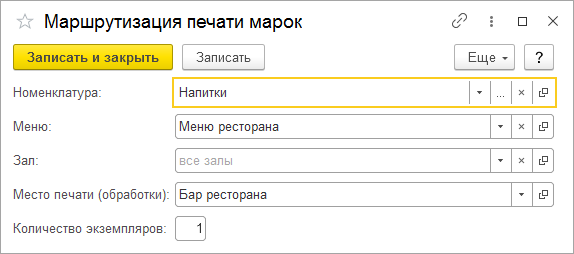 Маршрутизация печати марок
Записать и закрыть Записать Еще ?
Номенклатура: Напитки ...
Меню: Меню ресторана
Зал: все залы
Место печати (обработки): Бар ресторана
Количество экземпляров: 1